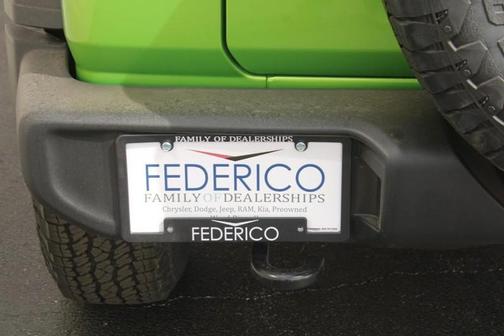 FAMILY OF DEALERSHIPS
FEDERICO
FAMILY OF DEALERSHIPS
Chrysler, Dodge, Jeep, RAM, Kia, Preowned
FEDERICO